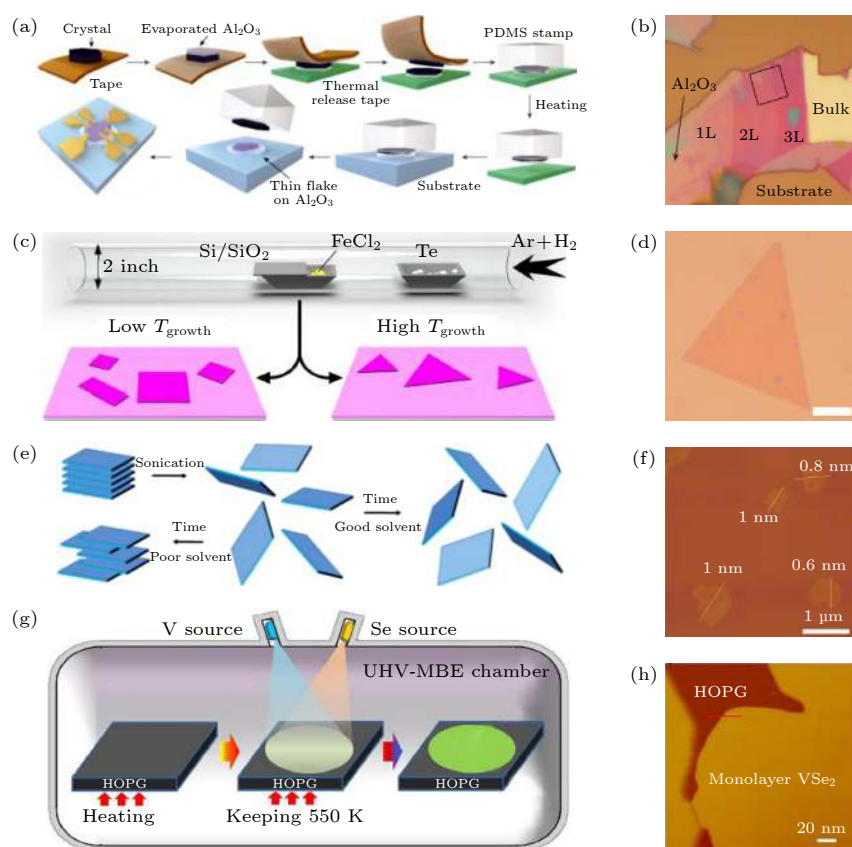 (a)
Crystal
Evaporated Al₂O₃
PDMS stamp
Tape
Thermal
release tape
Heating
Thin flake
on Al₂O₃
Substrate
(b)
Al₂O₃
1L
2L
3L
Bulk
Substrate
(c)
Si/SiO₂
FeCl₂
Te
Ar+H₂
2 inch
Low T_growth
High T_growth
(d)
(e)
Sonication
Time
Good solvent
Time
Poor solvent
(f)
0.8 nm
1 nm
1 nm
0.6 nm
1 µm
(g)
V source
Se source
UHV-MBE chamber
HOPG
HOPG
HOPG
Heating
Keeping 550 K
(h)
HOPG
Monolayer VSe₂
20 nm